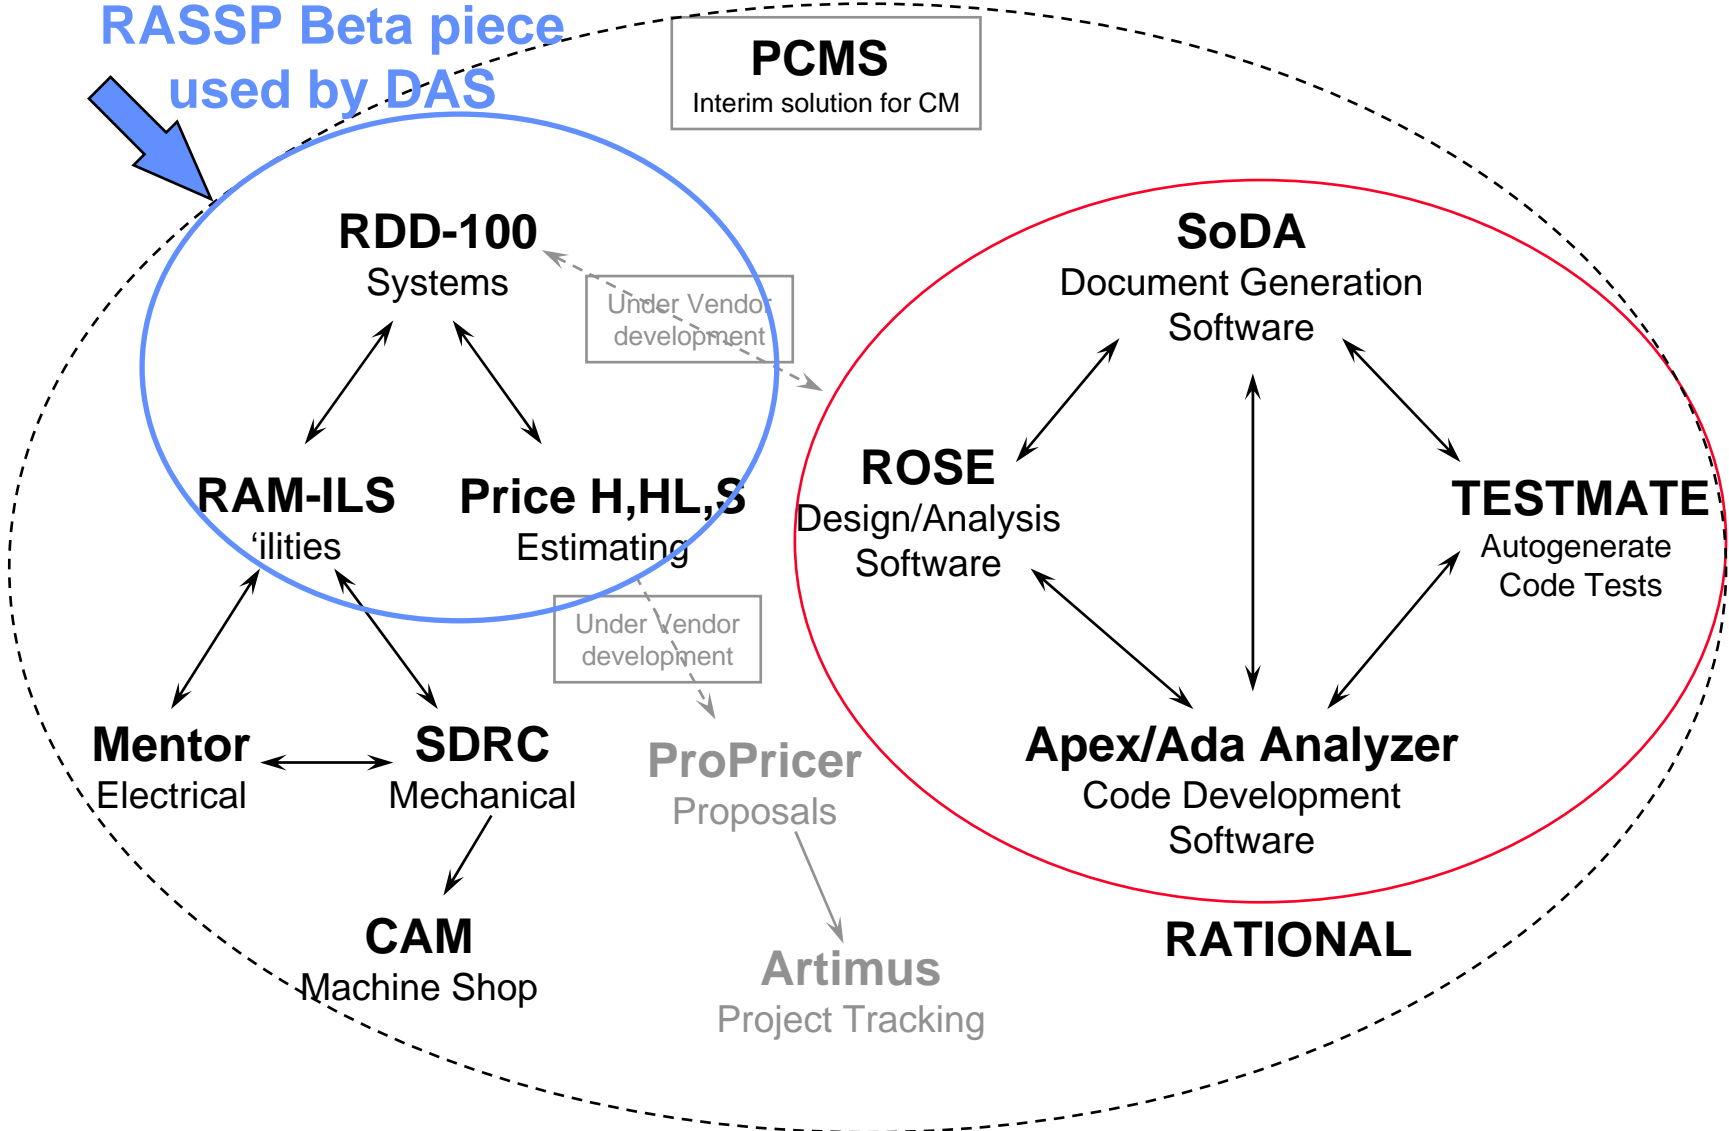 RASSP Beta piece
used by DAS
PCMS
Interim solution for CM
RDD-100
Systems
Under Vendor
development
SoDA
Document Generation
Software
RAM-ILS
‘ilities
Price H,HL,S
Estimating
ROSE
Design/Analysis
Software
TESTMATE
Autogenerate
Code Tests
Under Vendor
development
Mentor
Electrical
SDRC
Mechanical
ProPricer
Proposals
Apex/Ada Analyzer
Code Development
Software
CAM
Machine Shop
Artimus
Project Tracking
RATIONAL